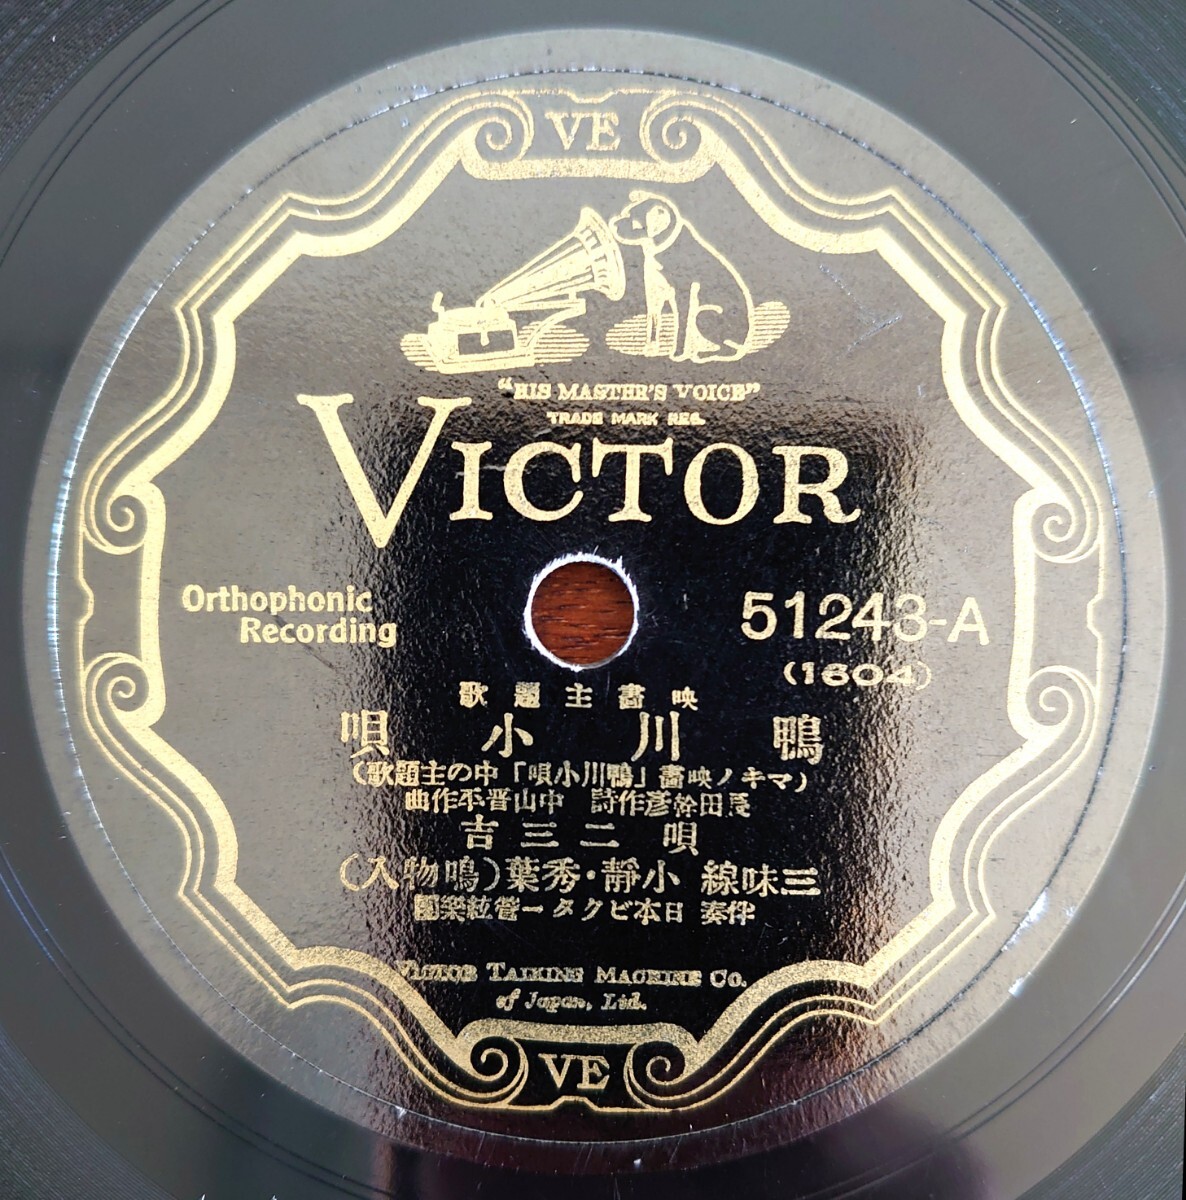 VE
"HIS MASTER'S VOICE"
TRADE MARK REG.
VICTOR
Orthophonic
Recording
51243-A
(1604)
映畫主題歌
鴨川小唄
(マキノ映畫「鴨川小唄」中の主題歌)
長田幹彦作詩 中山晋平作曲
唄 二三吉
三味線 小靜・秀葉(鳴物入)
伴奏 日本ビクター管絃樂團
VICTOR TALKING MACHINE CO.
of Japan, Ltd.
VE